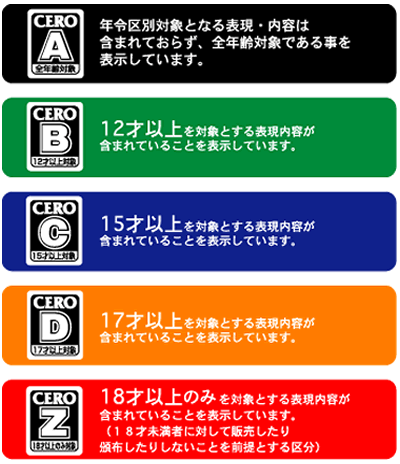 CERO
A
全年齢対象
年令区別対象となる表現・内容は
含まれておらず、全年齢対象である事を
表示しています。
CERO
B
12才以上対象
12才以上を対象とする表現内容が
含まれていることを表示しています。
CERO
C
15才以上対象
15才以上を対象とする表現内容が
含まれていることを表示しています。
CERO
D
17才以上対象
17才以上を対象とする表現内容が
含まれていることを表示しています。
CERO
Z
18才以上のみ対象
18才以上のみを対象とする表現内容が
含まれていることを表示しています。
（１８才未満者に対して販売したり
頒布したりしないことを前提とする区分）